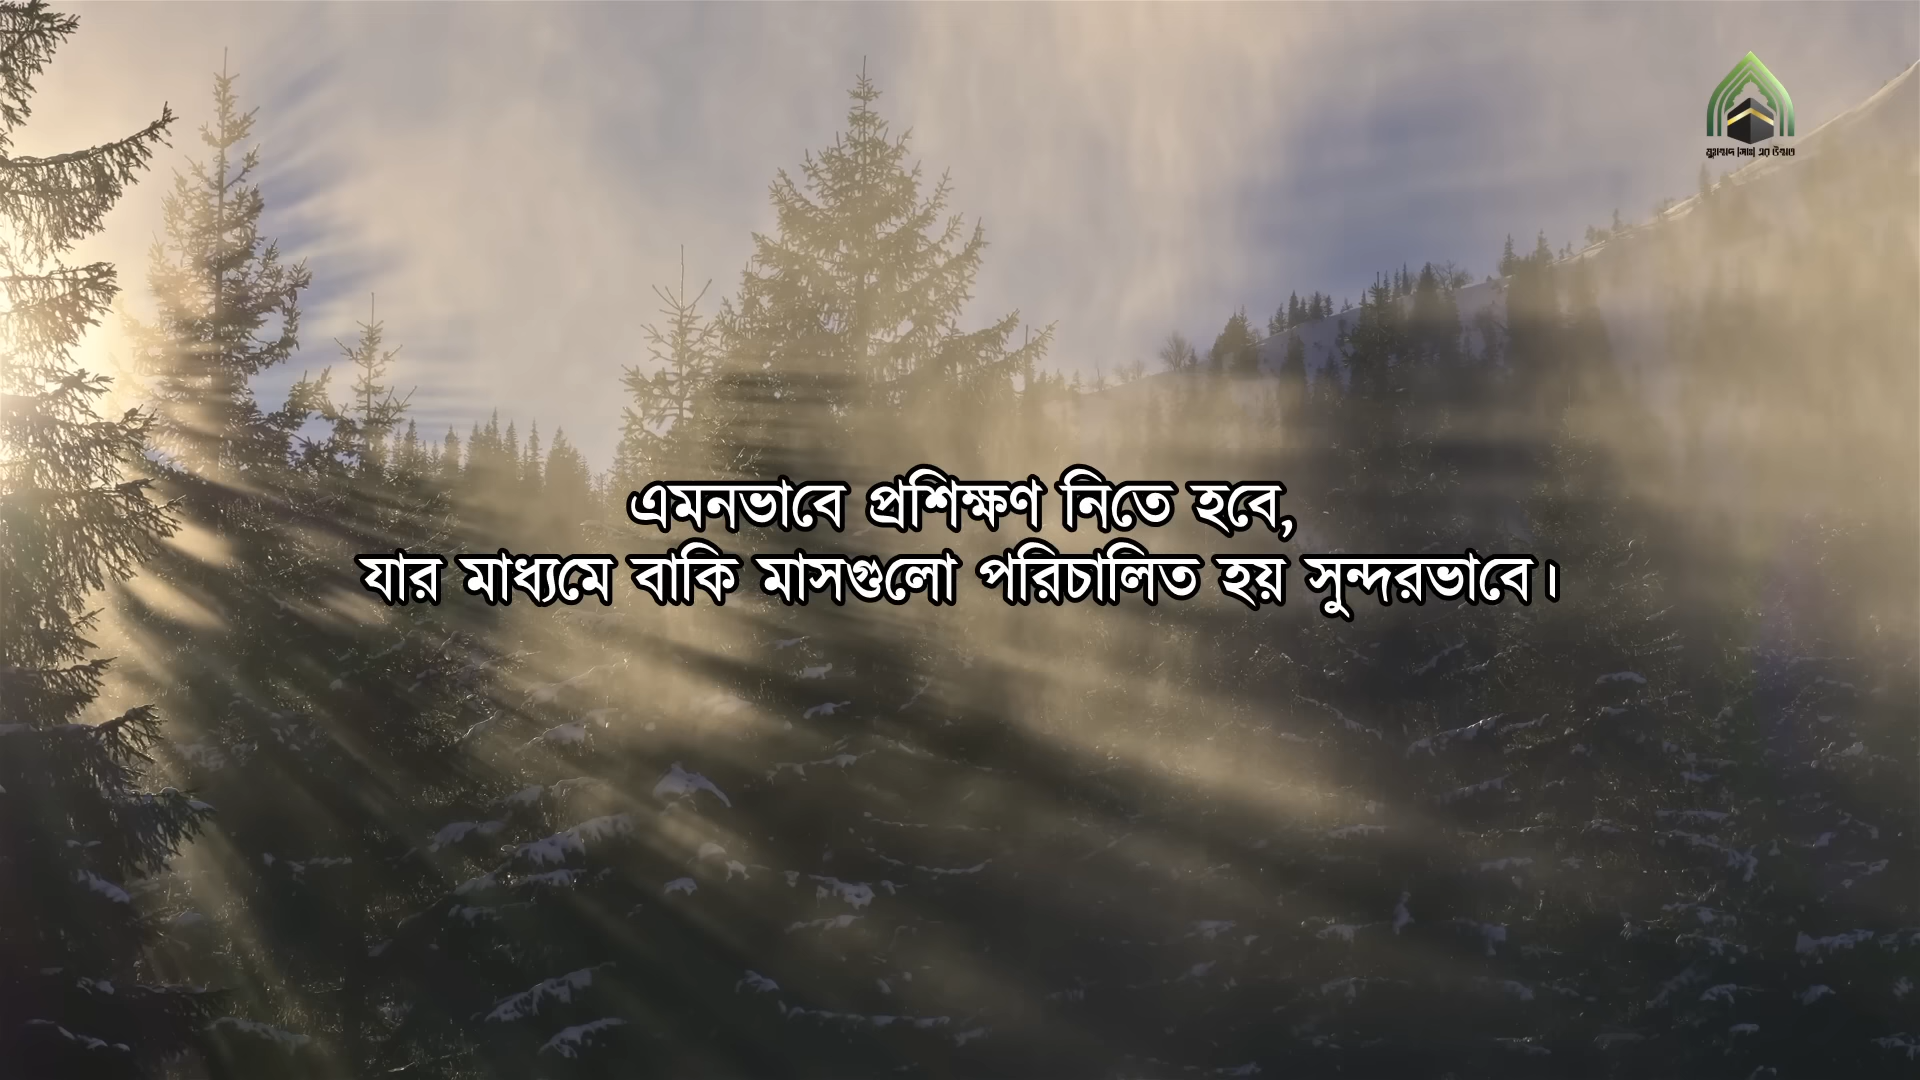 এমনভাবে প্রশিক্ষণ নিতে হবে,
যার মাধ্যমে বাকি মাসগুলো পরিচালিত হয় সুন্দরভাবে।